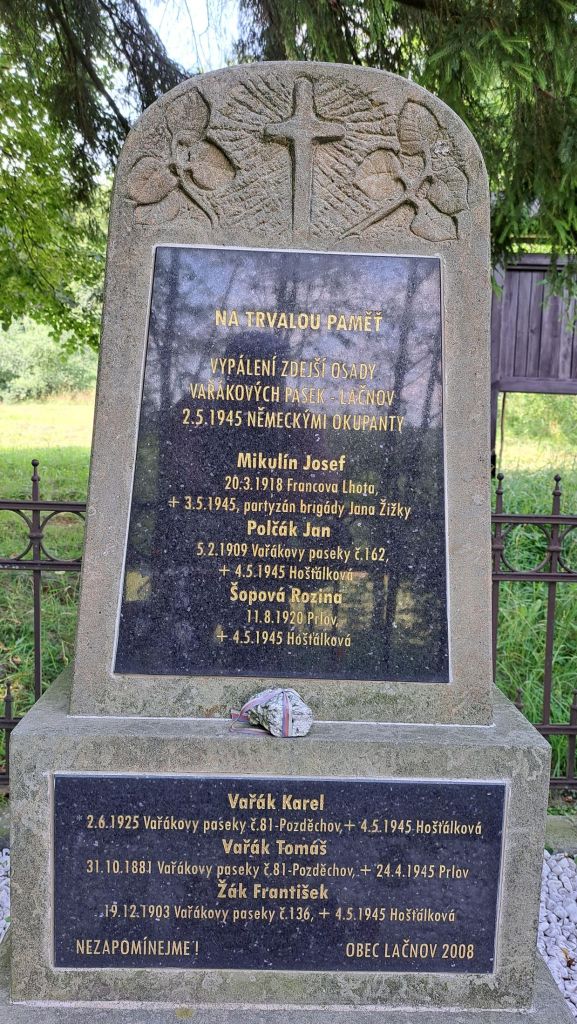 NA TRVALOU PAMĚŤ
VYPÁLENÍ ZDEJŠÍ OSADY
VAŘÁKOVÝCH PASEK - LAČNOV
2.5.1945 NĚMECKÝMI OKUPANTY
Mikulín Josef
20.3.1918 Francova Lhota,
+ 3.5.1945, partyzán brigády Jana Žižky
Polčák Jan
5.2.1909 Vařákovy paseky č.162,
+ 4.5.1945 Hošťálková
Šopová Rozina
11.8.1920 Prlov,
+ 4.5.1945 Hošťálková
Vařák Karel
2.6.1925 Vařákovy paseky č.81-Pozděchov, + 4.5.1945 Hošťálková
Vařák Tomáš
31.10.1881 Vařákovy paseky č.81-Pozděchov, + 24.4.1945 Prlov
Žák František
19.12.1903 Vařákovy paseky č.136, + 4.5.1945 Hošťálková
NEZAPOMÍNEJME! OBEC LAČNOV 2008